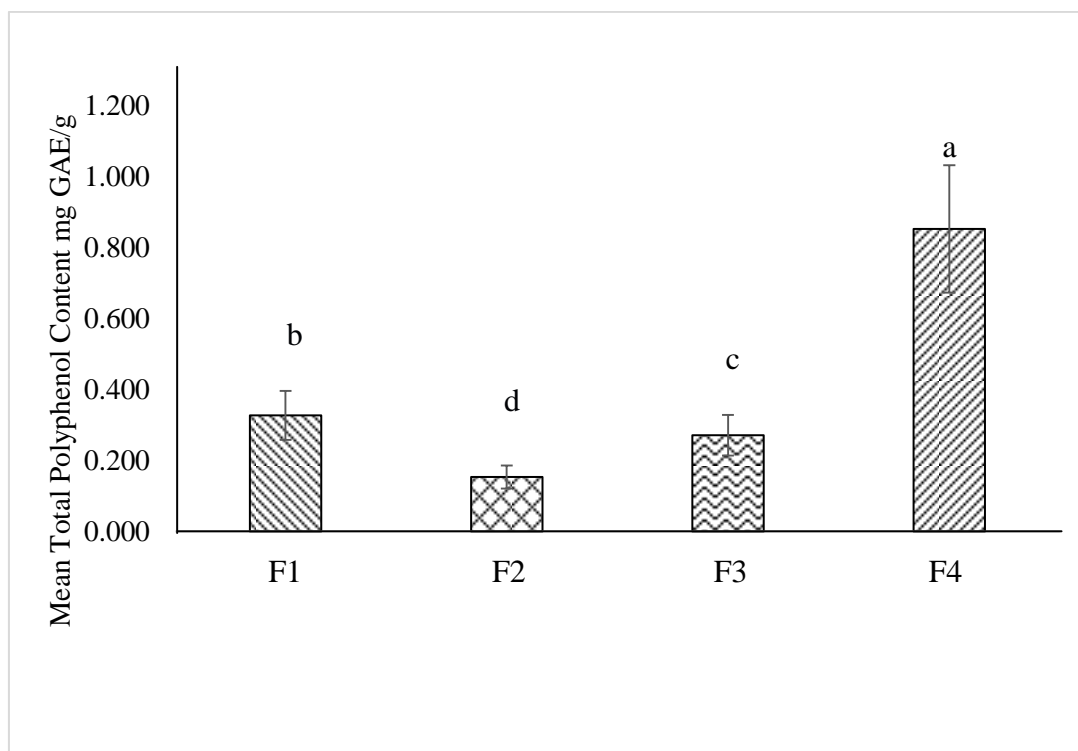 Mean Total Polyphenol Content mg GAE/g
1.200
1.000
0.800
0.600
0.400
0.200
0.000
b
d
c
a
F1 F2 F3 F4